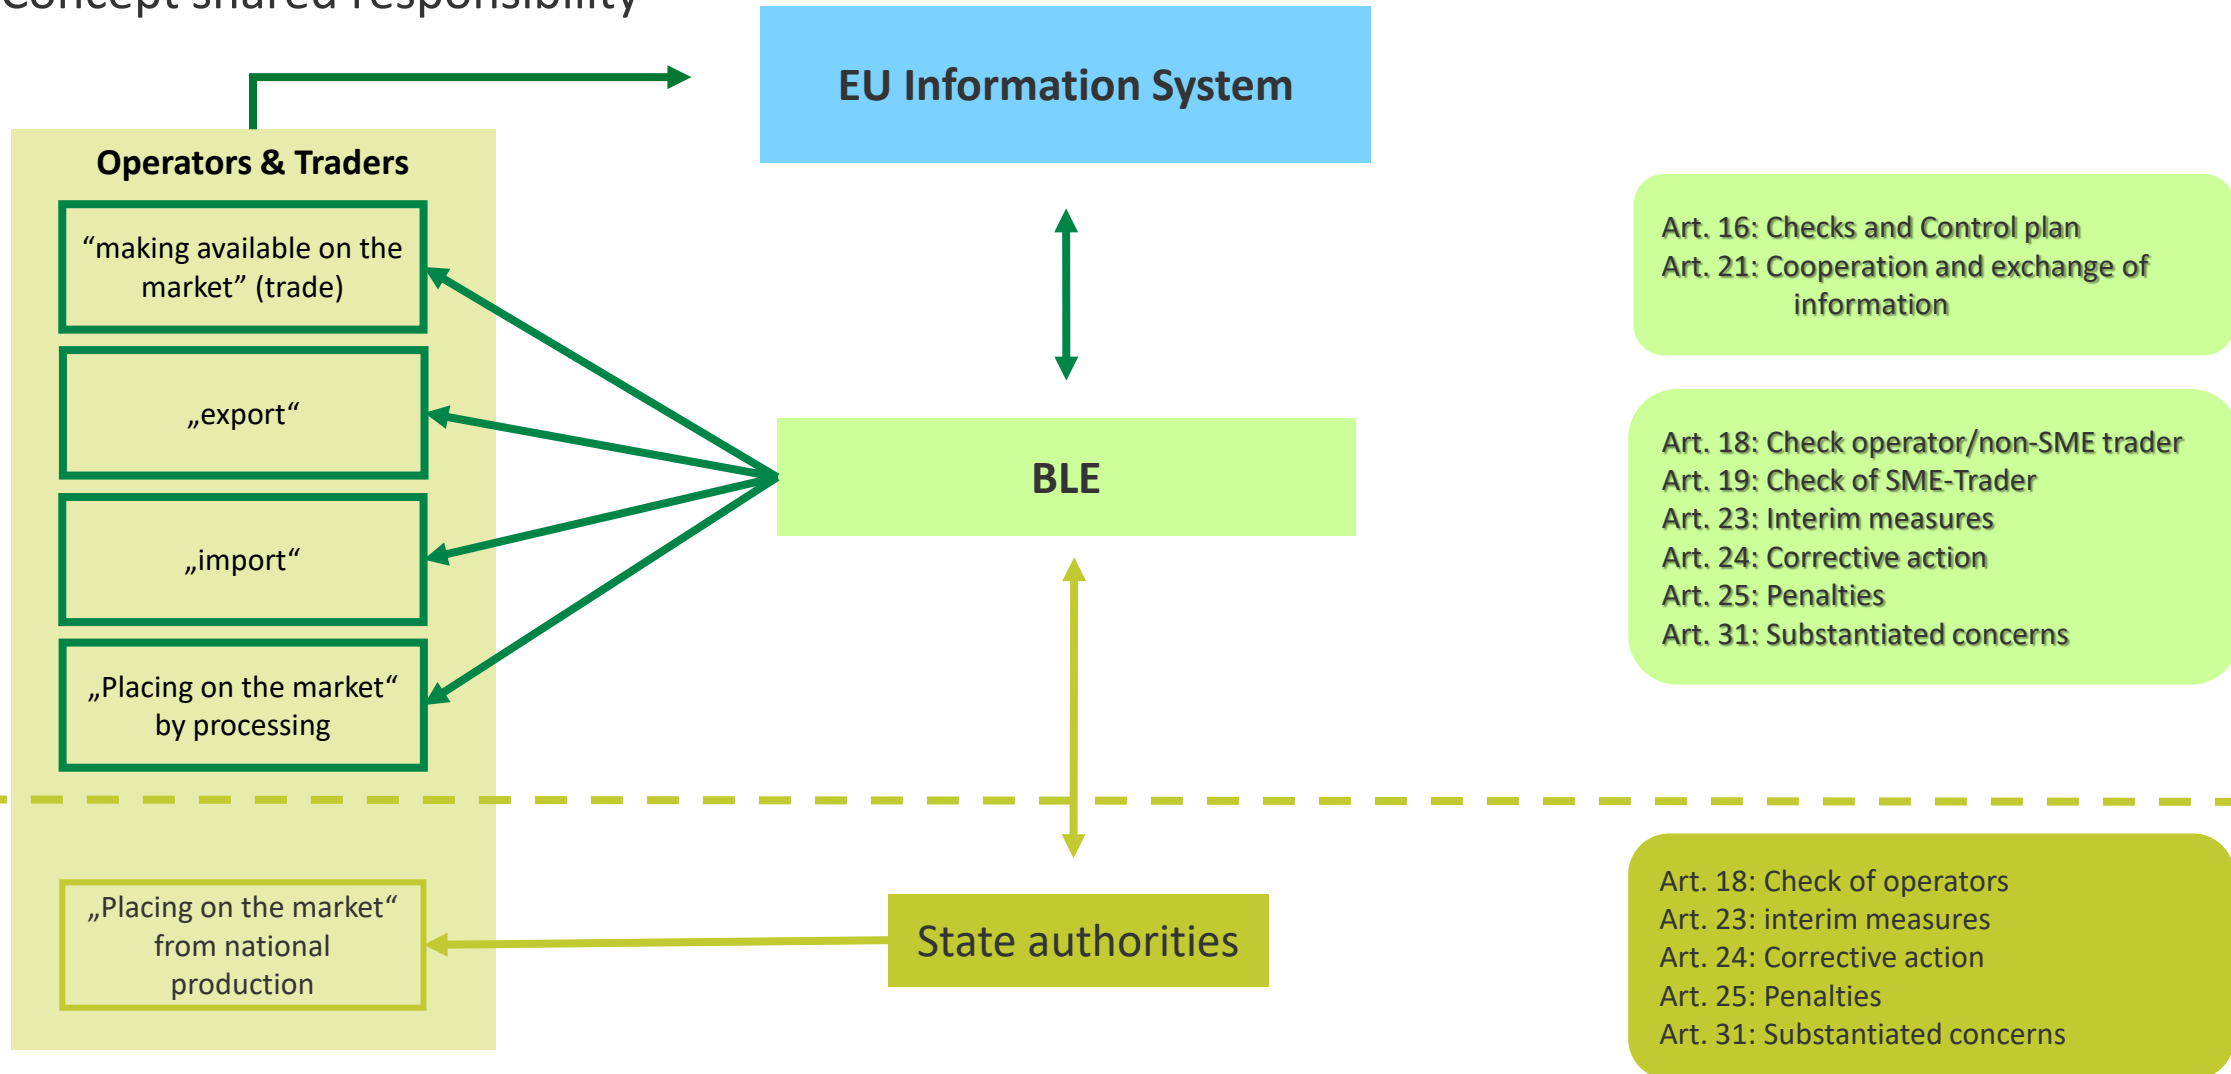 Concept shared responsibility
EU Information System
Operators & Traders
“making available on the
market” (trade)
„export“
„import“
„Placing on the market“
by processing
„Placing on the market“
from national
production
BLE
State authorities
Art. 16: Checks and Control plan
Art. 21: Cooperation and exchange of
information
Art. 18: Check operator/non-SME trader
Art. 19: Check of SME-Trader
Art. 23: Interim measures
Art. 24: Corrective action
Art. 25: Penalties
Art. 31: Substantiated concerns
Art. 18: Check of operators
Art. 23: interim measures
Art. 24: Corrective action
Art. 25: Penalties
Art. 31: Substantiated concerns